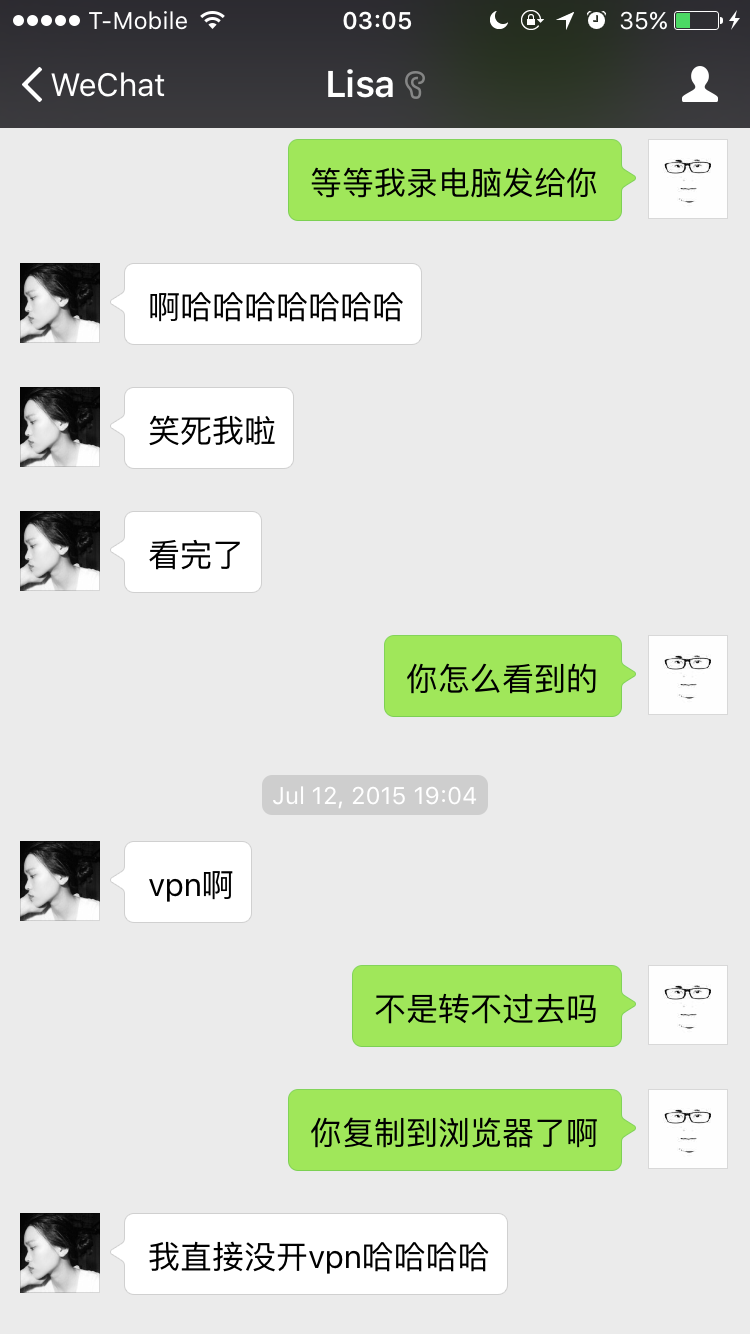 T-Mobile 03:05 35%
WeChat Lisa
等等我录电脑发给你
啊哈哈哈哈哈哈哈
笑死我啦
看完了
你怎么看到的
Jul 12, 2015 19:04
vpn啊
不是转不过去吗
你复制到浏览器了啊
我直接没开vpn哈哈哈哈